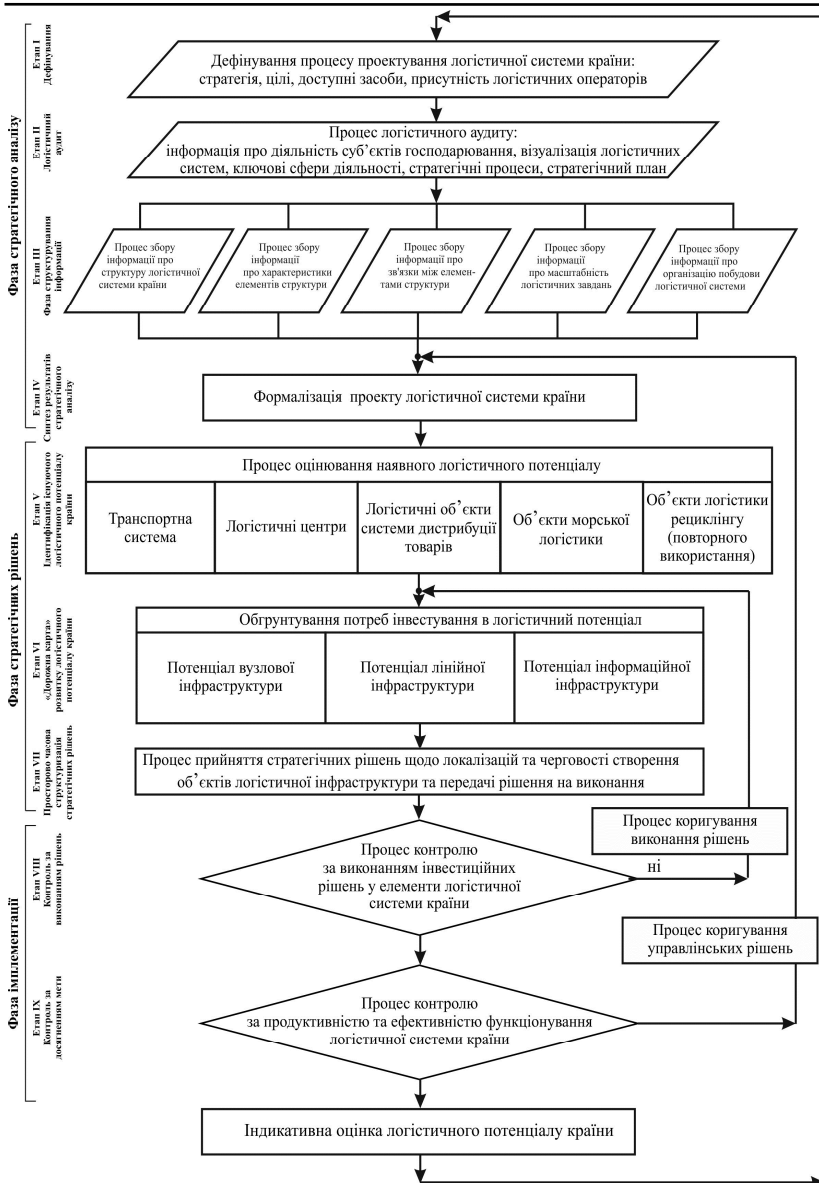 Фаза стратегічного аналізу
Етап I
Дефінування
Дефінування процесу проектування логістичної системи країни:
стратегія, цілі, доступні засоби, присутність логістичних операторів
Етап II
Логістичний
аудит
Процес логістичного аудиту:
інформація про діяльність суб’єктів господарювання, візуалізація логістичних
систем, ключові сфери діяльності, стратегічні процеси, стратегічний план
Етап III
Фаза структурування
інформації
Процес збору
інформації про
структуру логістичної
системи країни
Процес збору
інформації
про характеристики
елементів структури
Процес збору
інформації про
зв'язки між елемен-
тами структури
Процес збору
інформації
про масштабність
логістичних завдань
Процес збору
інформації про
організацію побудови
логістичної системи
Етап IV
Синтез результатів
стратегічного
аналізу
Формалізація проекту логістичної системи країни
Фаза стратегічних рішень
Етап V
Ідентифікація існуючого
логістичного потенціалу
країни
Процес оцінювання наявного логістичного потенціалу
Транспортна
система
Логістичні центри
Логістичні об’єкти
системи дистрибуції
товарів
Об’єкти морської
логістики
Об’єкти логістики
рециклінгу
(повторного
використання)
Етап VI
«Дорожна карта»
розвитку логістичного
потенціалу країни
Обгрунтування потреб інвестування в логістичний потенціал
Потенціал вузлової
інфраструктури
Потенціал лінійної
інфраструктури
Потенціал інформаційної
інфраструктури
Етап VII
Просторово часова
структуризація
стратегічних рішень
Процес прийняття стратегічних рішень щодо локалізацій та черговості створення
об’єктів логістичної інфраструктури та передачі рішення на виконання
Фаза імплементації
Етап VIII
Контроль за
виконанням рішень
Процес контролю
за виконанням інвестиційних
рішень у елементи логістичної
системи країни
ні
Процес коригування
виконання рішень
Процес коригування
управлінських рішень
Етап IX
Контроль за
досягненням мети
Процес контролю
за продуктивністю та ефективністю функціонування
логістичної системи країни
Індикативна оцінка логістичного потенціалу країни